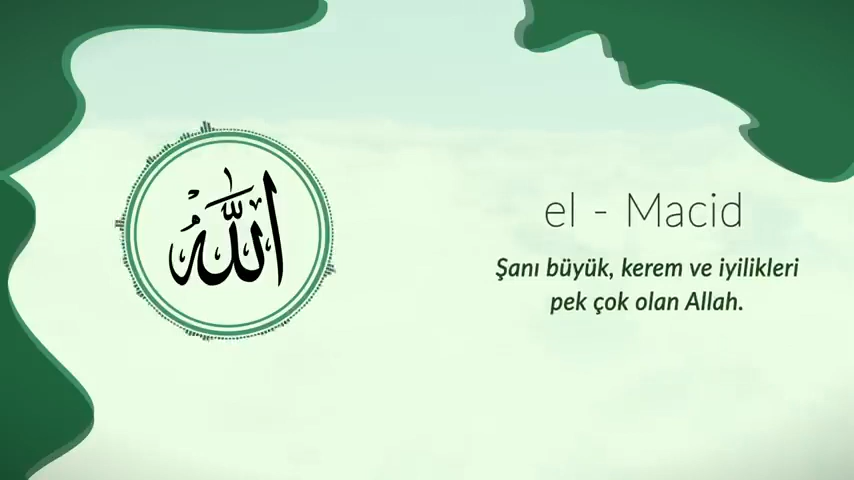 اللهُ
el - Macid
Şanı büyük, kerem ve iyilikleri
pek çok olan Allah.